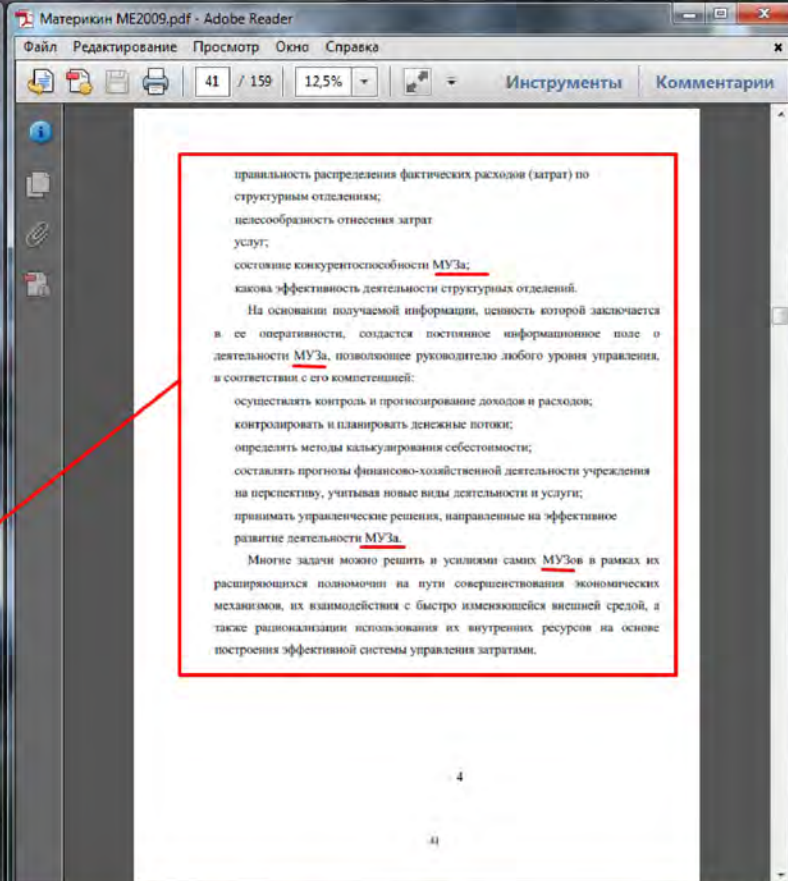 Материкин МЕ2009.pdf - Adobe Reader
Файл Редактирование Просмотр Окно Справка
41 / 159 12,5% Инструменты Комментарии
правильность распределения фактических расходов (затрат) по
структурным отделениям;
целесообразность отнесения затрат
услуг;
состояние конкурентоспособности МУЗа;
какова эффективность деятельности структурных отделений.
На основании получаемой информации, ценность которой заключается
в ее оперативности, создастся постоянное информационное поле о
деятельности МУЗа, позволяющее руководителю любого уровня управления,
в соответствии с его компетенцией:
осуществлять контроль и прогнозирование доходов и расходов;
контролировать и планировать денежные потоки;
определять методы калькулирования себестоимости;
составлять прогнозы финансово-хозяйственной деятельности учреждения
на перспективу, учитывая новые виды деятельности и услуги;
принимать управленческие решения, направленные на эффективное
развитие деятельности МУЗа.
Многие задачи можно решить и усилиями самих МУЗов в рамках их
расширяющихся полномочии на пути совершенствования экономических
механизмов, их взаимодействия с быстро изменяющейся внешней средой, а
также рационализации использования их внутренних ресурсов на основе
построения эффективной системы управления затратами.
4
41